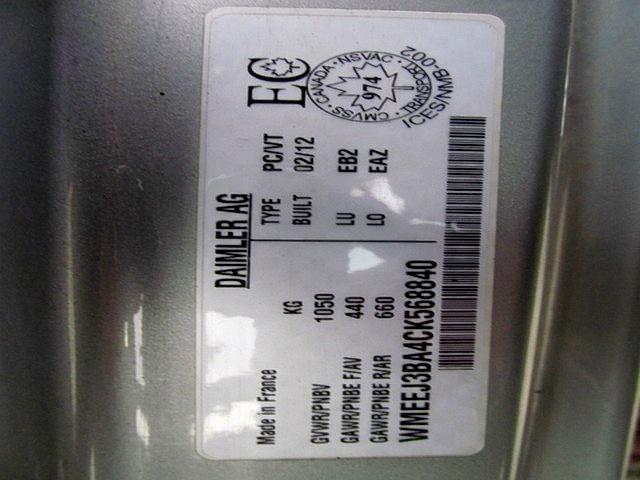 DAIMLER AG
EC
CANADA · NSVAC · TRANSPORT · CMVSS
974
ICES/NMB-002
Made in France
KG
TYPE PC/VT
GVWR/PNBV 1050
BUILT 02/12
GAWR/PNBE F/AV 440
LU EB2
GAWR/PNBE R/AR 660
LO EAZ
WMEEJ3BA4CK568840